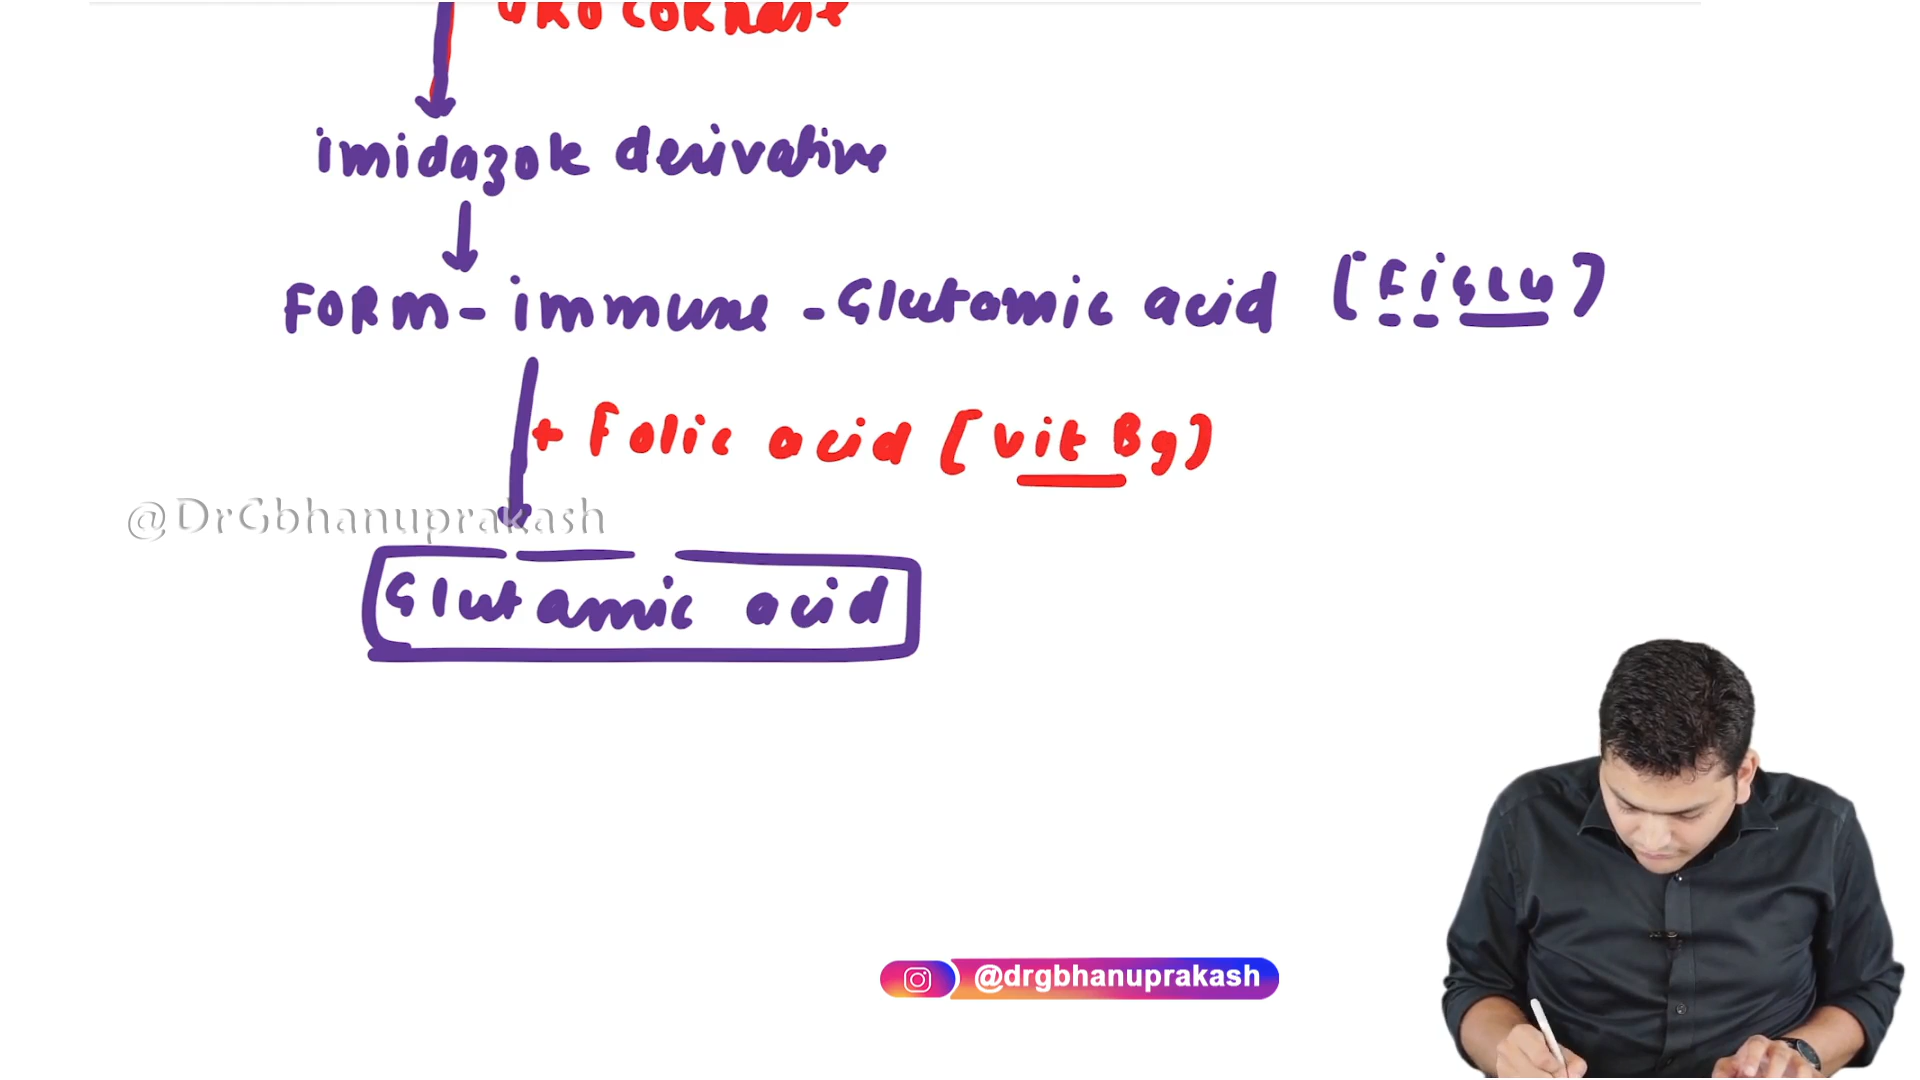 imidazole derivative
FORM-immune-Glutamic acid (FiGLU)
+ Folic acid (vit B9)
@DrGbhanuprakash
Glutamic acid
@drgbhanuprakash